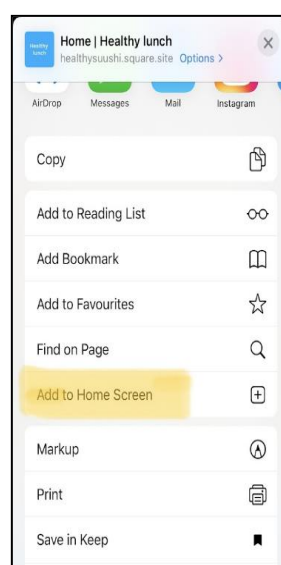 Healthy
lunch
Home | Healthy lunch
healthysuushi.square.site Options >
AirDrop Messages Mail Instagram
Copy
Add to Reading List
Add Bookmark
Add to Favourites
Find on Page
Add to Home Screen
Markup
Print
Save in Keep